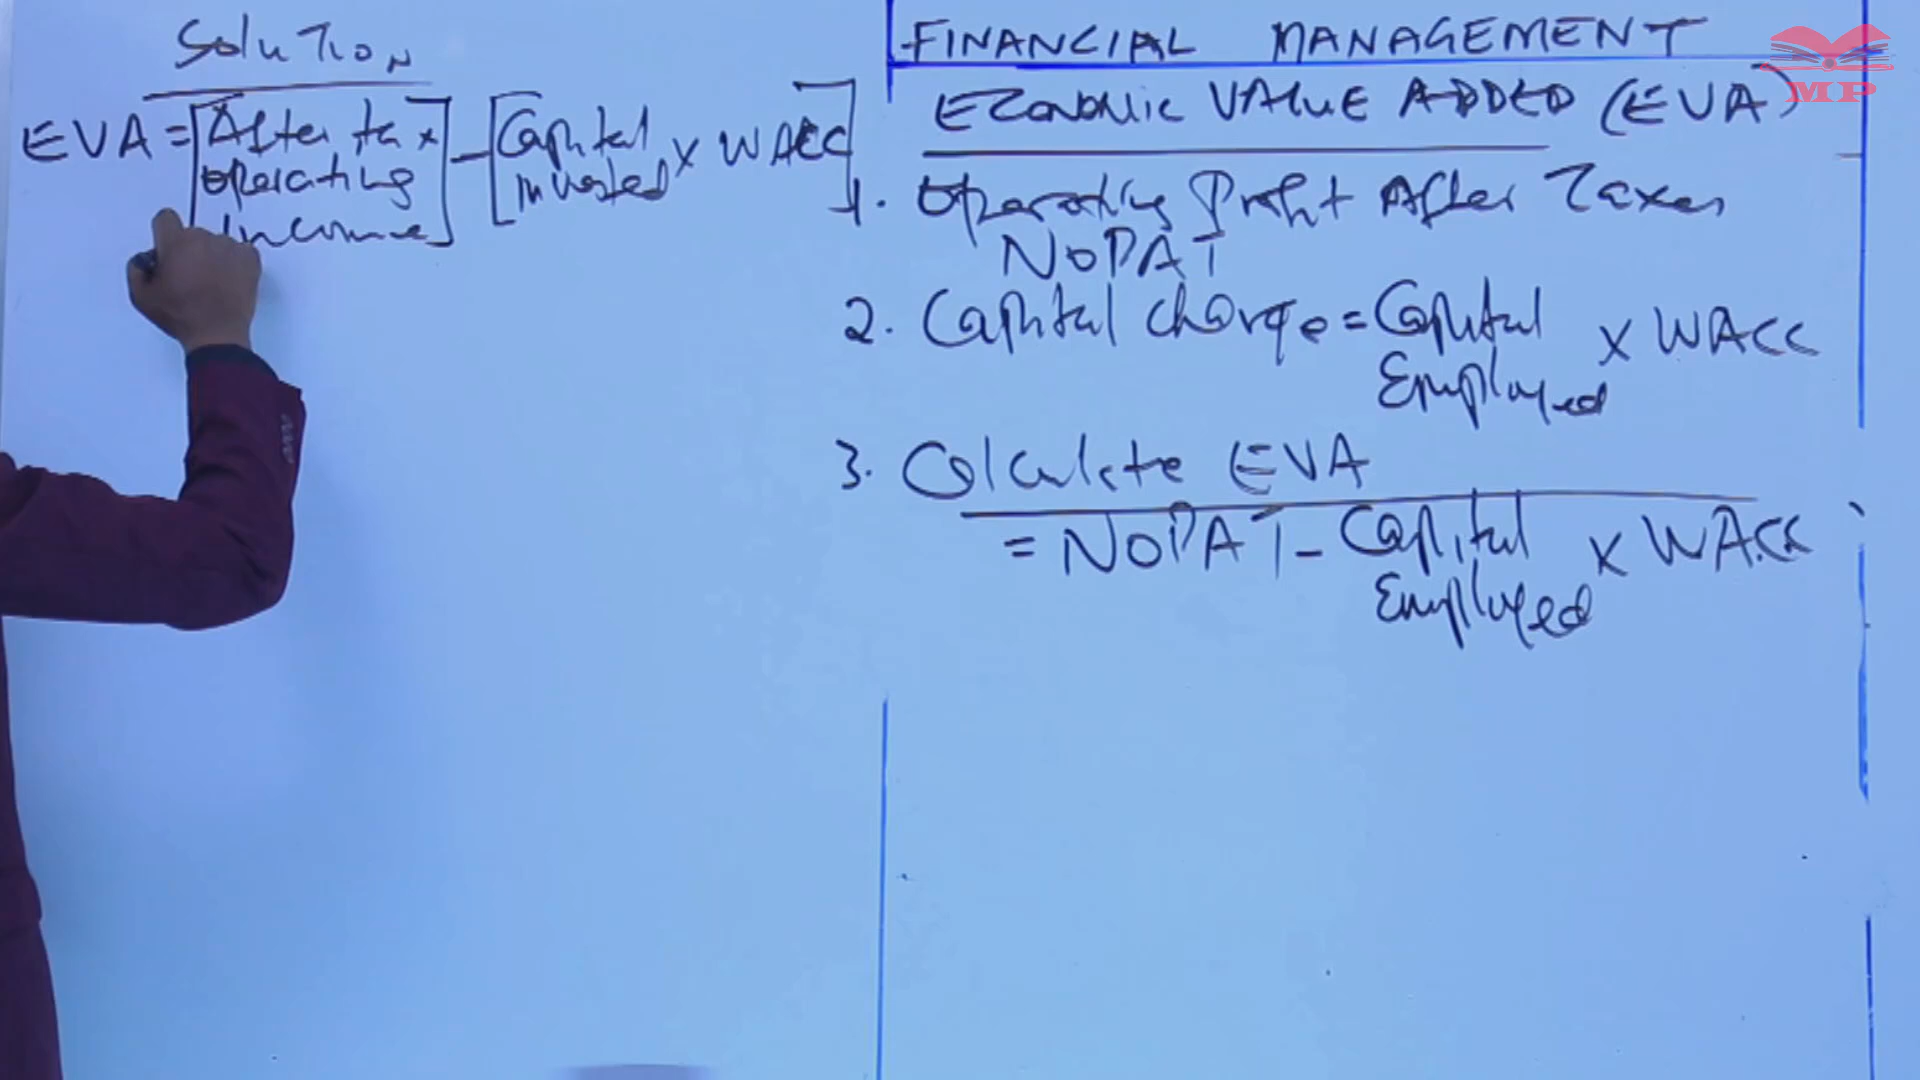 Solution
EVA = [After tax operating income] - [Capital invested x WACC]
FINANCIAL MANAGEMENT
ECONOMIC VALUE ADDED (EVA)
1. Operating Profit After Taxes
NOPAT
2. Capital charge = Capital Employed x WACC
3. Calculate EVA
= NOPAT - Capital Employed x WACC
MP